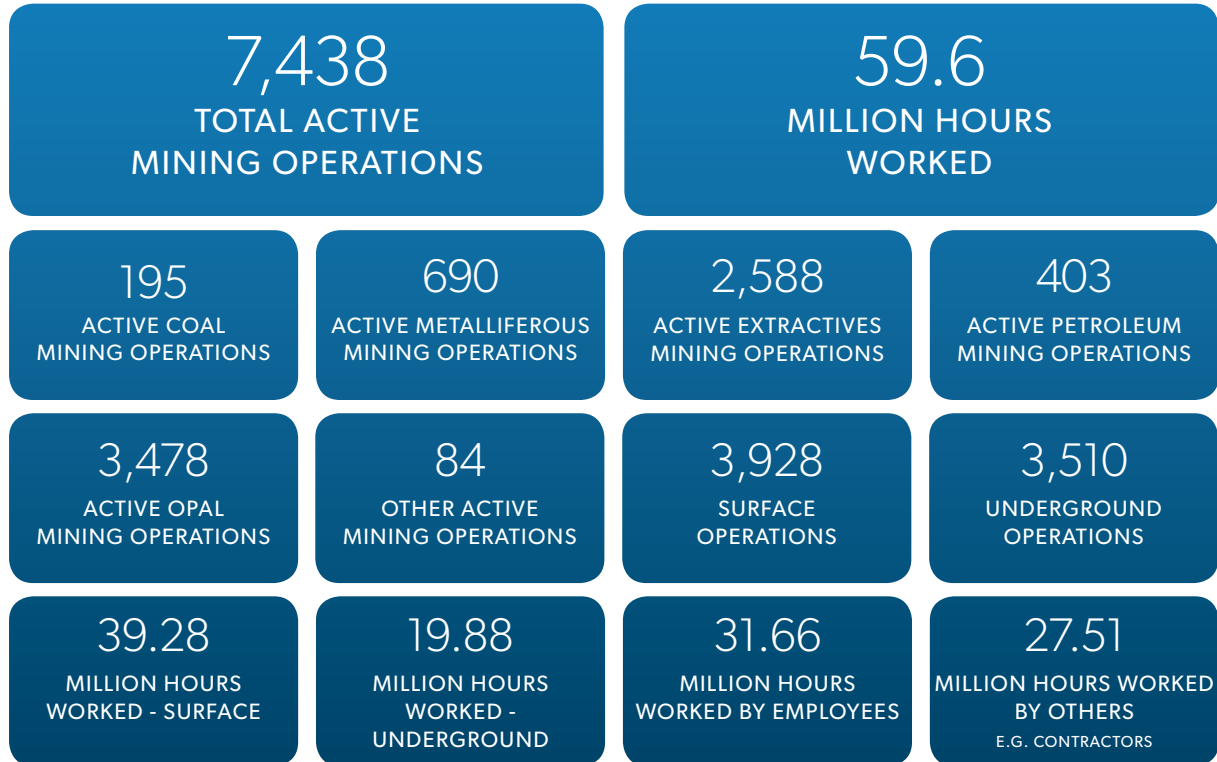 7,438
TOTAL ACTIVE
MINING OPERATIONS
59.6
MILLION HOURS
WORKED
195
ACTIVE COAL
MINING OPERATIONS
690
ACTIVE METALLIFEROUS
MINING OPERATIONS
2,588
ACTIVE EXTRACTIVES
MINING OPERATIONS
403
ACTIVE PETROLEUM
MINING OPERATIONS
3,478
ACTIVE OPAL
MINING OPERATIONS
84
OTHER ACTIVE
MINING OPERATIONS
3,928
SURFACE
OPERATIONS
3,510
UNDERGROUND
OPERATIONS
39.28
MILLION HOURS
WORKED - SURFACE
19.88
MILLION HOURS
WORKED -
UNDERGROUND
31.66
MILLION HOURS
WORKED BY EMPLOYEES
27.51
MILLION HOURS WORKED
BY OTHERS
E.G. CONTRACTORS